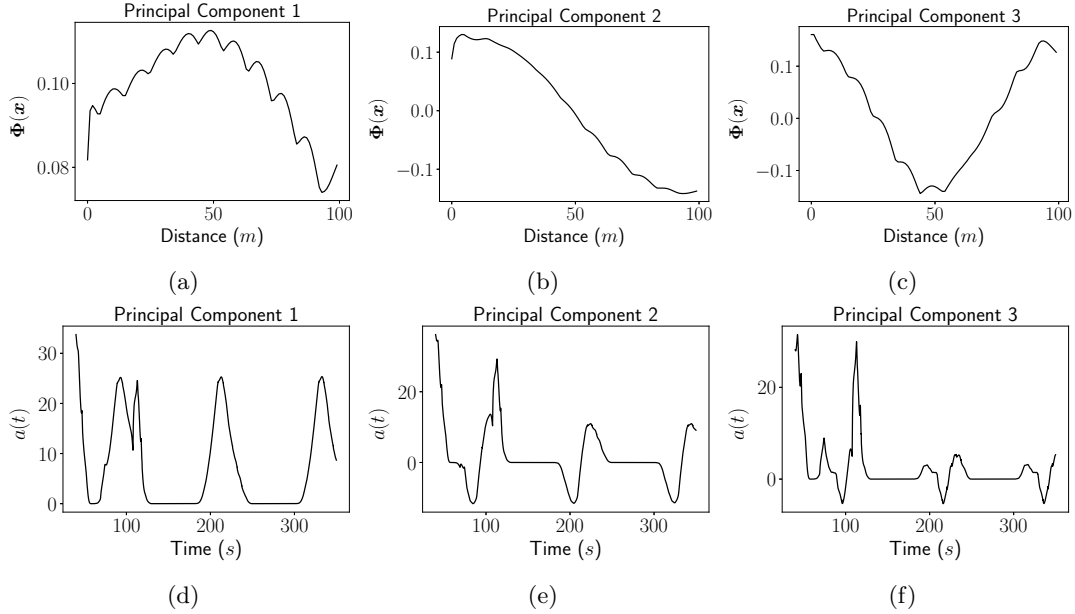 Principal Component 1
Principal Component 2
Principal Component 3
0.10
0.08
Φ(x)
0 50 100
Distance (m)
0.1
0.0
−0.1
Φ(x)
0 50 100
Distance (m)
0.1
0.0
−0.1
Φ(x)
0 50 100
Distance (m)
(a)
(b)
(c)
Principal Component 1
Principal Component 2
Principal Component 3
30
20
10
0
a(t)
100 200 300
Time (s)
20
0
a(t)
100 200 300
Time (s)
20
0
a(t)
100 200 300
Time (s)
(d)
(e)
(f)